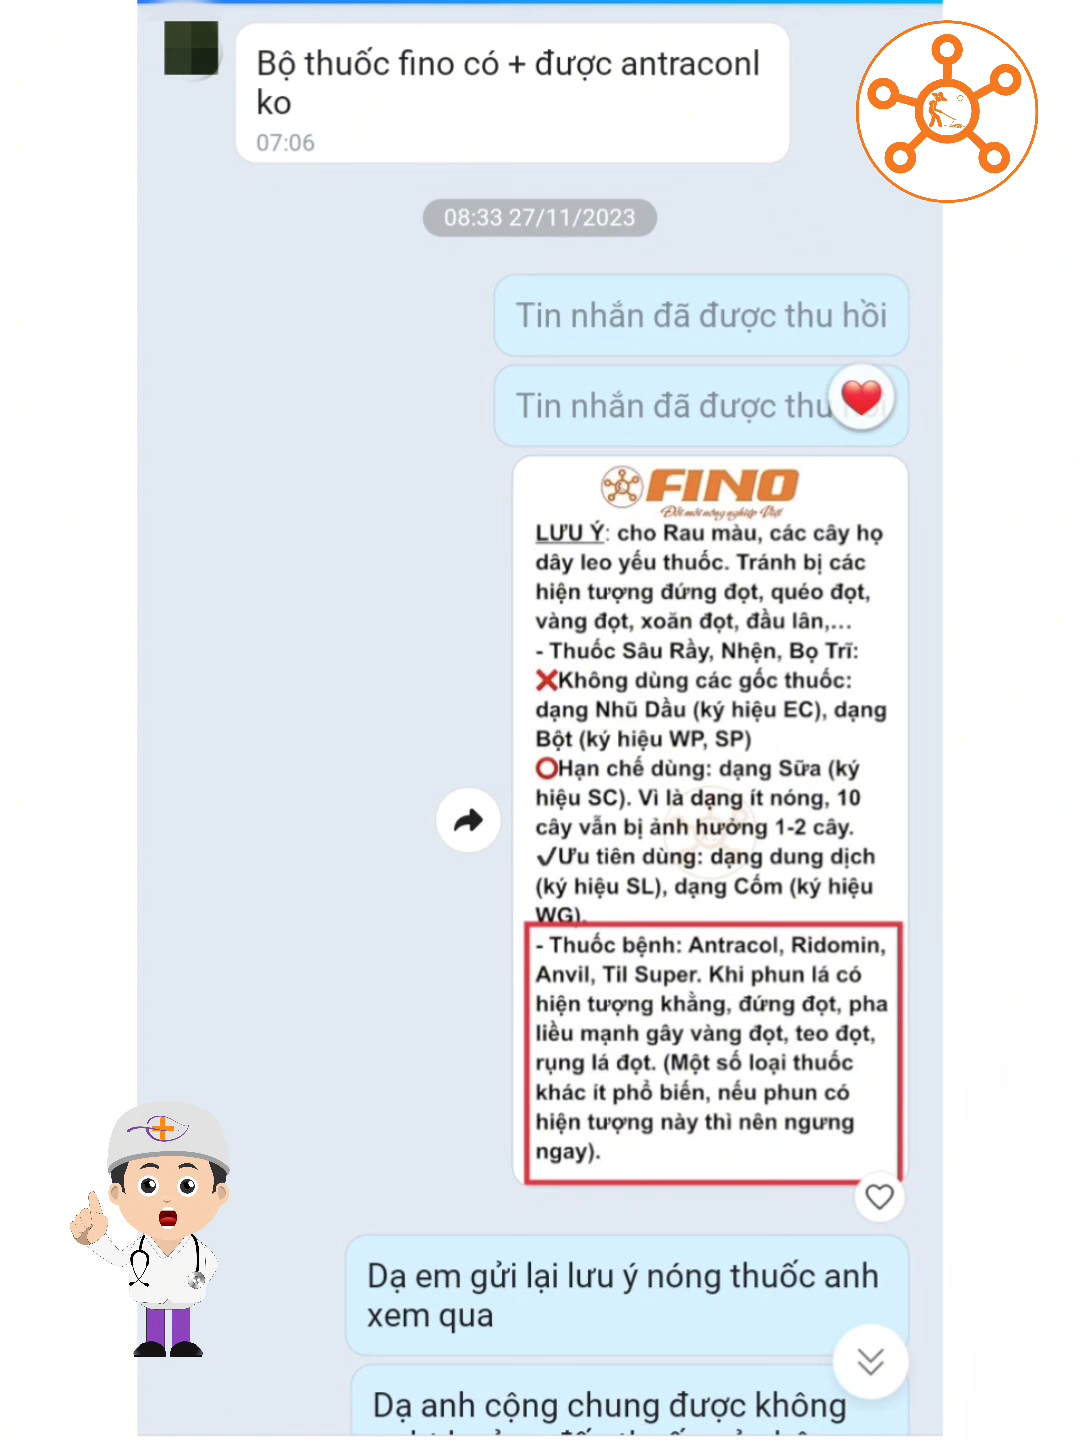 Bộ thuốc fino có + được antraconl
ko
07:06
08:33 27/11/2023
Tin nhắn đã được thu hồi
Tin nhắn đã được thu hồi
FINO
Đổi mới nông nghiệp Việt
LƯU Ý: cho Rau màu, các cây họ
dây leo yếu thuốc. Tránh bị các
hiện tượng đứng đọt, quéo đọt,
vàng đọt, xoăn đọt, đầu lân,...
- Thuốc Sâu Rầy, Nhện, Bọ Trĩ:
❌Không dùng các gốc thuốc:
dạng Nhũ Dầu (ký hiệu EC), dạng
Bột (ký hiệu WP, SP)
⭕Hạn chế dùng: dạng Sữa (ký
hiệu SC). Vì là dạng ít nóng, 10
cây vẫn bị ảnh hưởng 1-2 cây.
✓Ưu tiên dùng: dạng dung dịch
(ký hiệu SL), dạng Cốm (ký hiệu
WG).
- Thuốc bệnh: Antracol, Ridomin,
Anvil, Til Super. Khi phun lá có
hiện tượng khằng, đứng đọt, pha
liều mạnh gây vàng đọt, teo đọt,
rụng lá đọt. (Một số loại thuốc
khác ít phổ biến, nếu phun có
hiện tượng này thì nên ngưng
ngay).
Dạ em gửi lại lưu ý nóng thuốc anh
xem qua
Dạ anh cộng chung được không